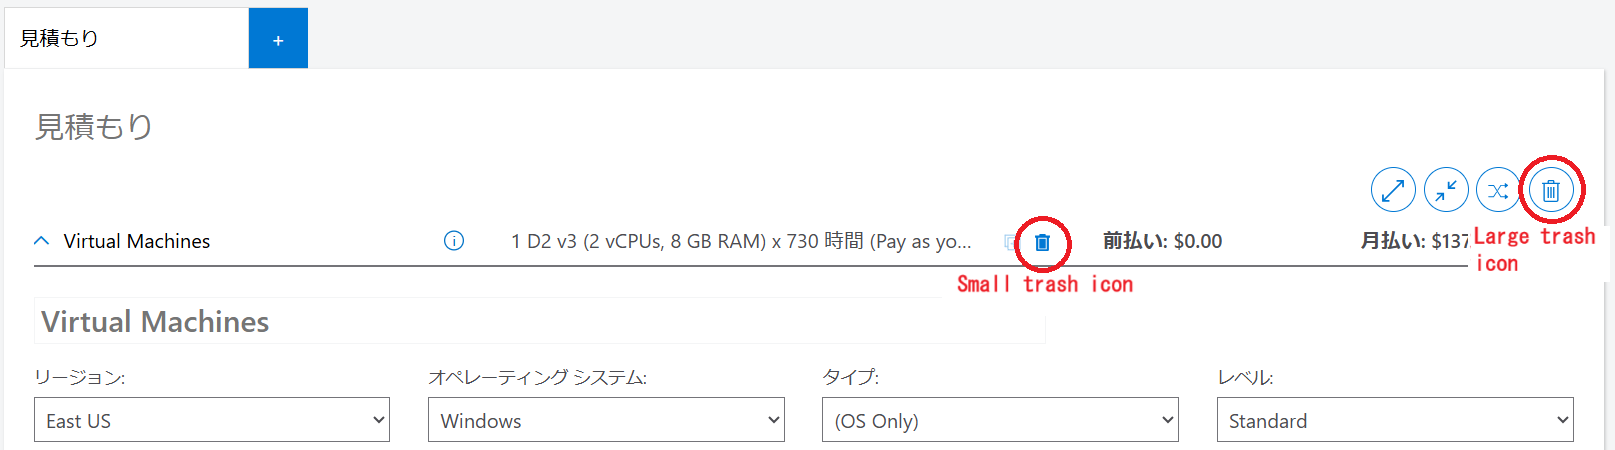 見積もり
+
見積もり
Virtual Machines
1 D2 v3 (2 vCPUs, 8 GB RAM) x 730 時間 (Pay as yo...
前払い: $0.00
月払い: $137
Large trash
icon
Small trash icon
Virtual Machines
リージョン:
オペレーティング システム:
タイプ:
レベル:
East US
Windows
(OS Only)
Standard